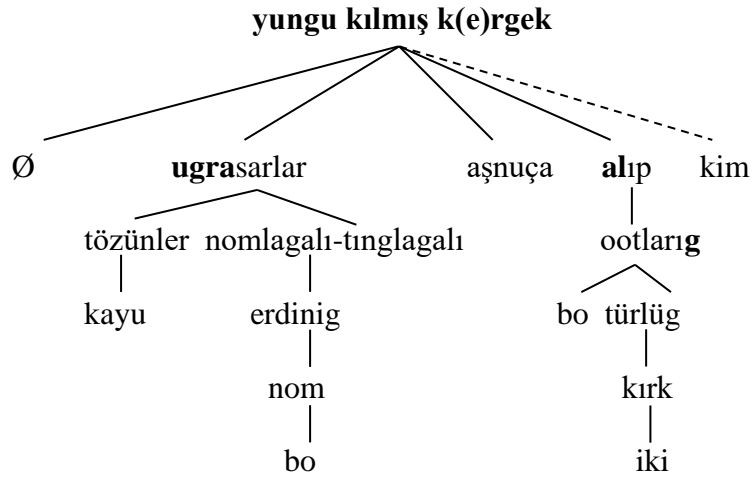 yungu kılmış k(e)rgek
Ø ugrasarlar aşnuça alıp kim
tözünler nomlagalı-tınglagalı ootlarıg
kayu erdinig bo türlüg
nom kırk
bo iki